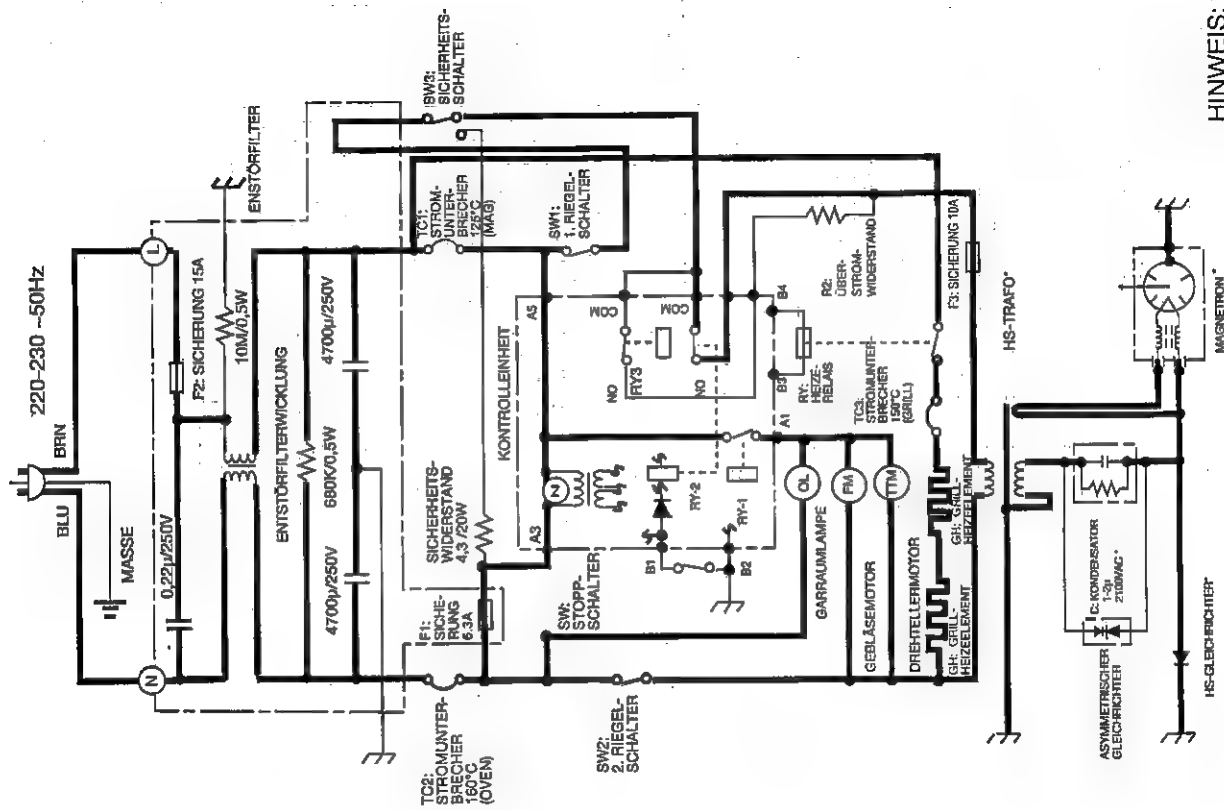 220-230 ~50Hz
BLU
BRN
MASSE
N
L
0,22µ/250V
F2: SICHERUNG 15A
10M/0,5W
ENSTÖRFILTER
ENTSTÖRFILTERWICKLUNG
680K/0,5W
4700µ/250V
4700µ/250V
TC2:
STROMUNTER-
BRECHER
160°C
(OVEN)
F1:
SICHE-
RUNG
6.3A
SICHERHEITS-
WIDERSTAND
4,3 /20W
TC1:
STROM-
UNTER-
BRECHER
125°C
(MAG)
SW3:
SICHERHEITS-
SCHALTER
SW1:
1. RIEGEL-
SCHALTER
A3
A5
KONTROLLEINHEIT
SW:
STOPP-
SCHALTER
SW2:
2. RIEGEL-
SCHALTER
B1
B2
RY-2
RY-1
NO
COM
RY3
NO
COM
A1
B3
B4
RY:
HEIZE-
RELAIS
R2:
ÜBER-
STROM-
WIDERSTAND
GARRAUMLAMPE
OL
GEBLÄSEMOTOR
FM
DREHTELLERMOTOR
TTM
TC3:
STROMUNTER-
BRECHER
150°C
(GRILL)
GH: GRILL-
HEIZEELEMENT
GH: GRILL-
HEIZEELEMENT
F3: SICHERUNG 10A
HS-TRAFO*
ASYMMETRISCHER
GLEICHRICHTER
C: KONDENSATOR
2100VAC *
HS-GLEICHRICHTER*
MAGNETRON *
HINWEIS: